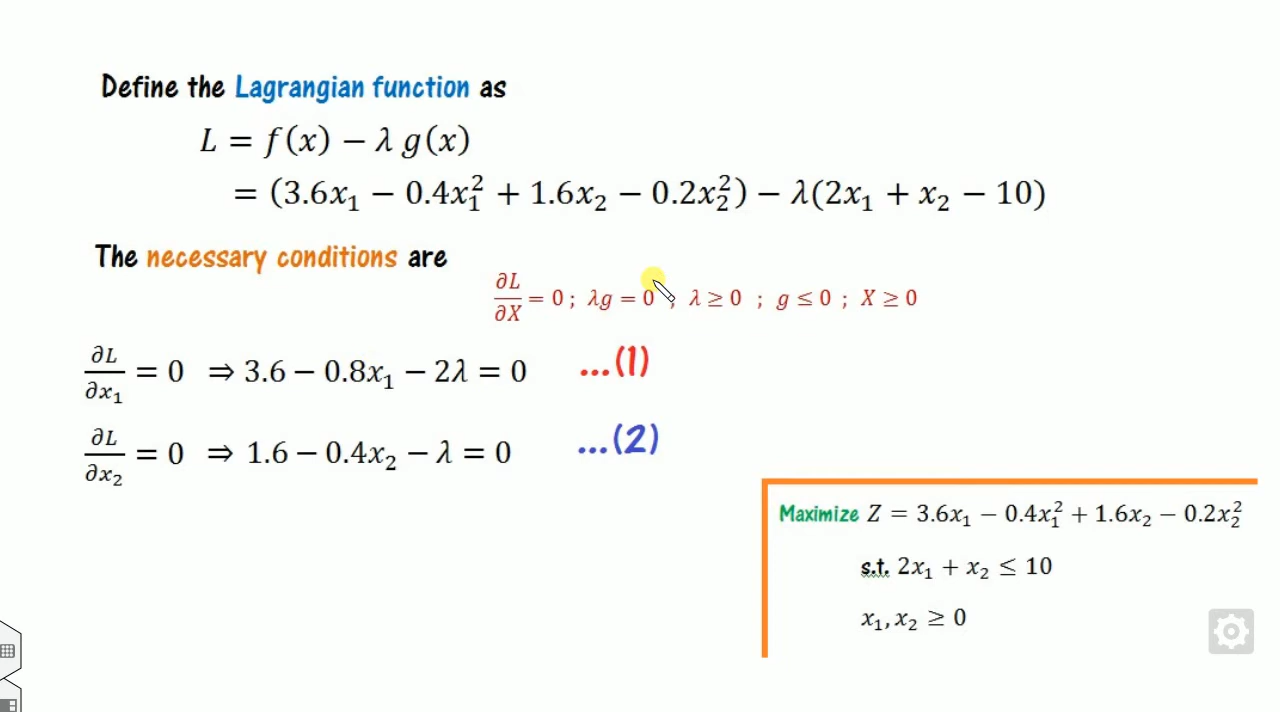 Define the Lagrangian function as
L = f(x) − λ g(x)
= (3.6x₁ − 0.4x₁² + 1.6x₂ − 0.2x₂²) − λ(2x₁ + x₂ − 10)
The necessary conditions are
∂L/∂X = 0 ; λg = 0 ; λ ≥ 0 ; g ≤ 0 ; X ≥ 0
∂L/∂x₁ = 0 ⇒ 3.6 − 0.8x₁ − 2λ = 0 ...(1)
∂L/∂x₂ = 0 ⇒ 1.6 − 0.4x₂ − λ = 0 ...(2)
Maximize Z = 3.6x₁ − 0.4x₁² + 1.6x₂ − 0.2x₂²
s.t. 2x₁ + x₂ ≤ 10
x₁, x₂ ≥ 0